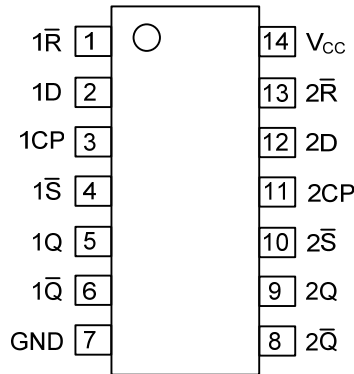 1R̅ 1 14 V_CC
1D 2 13 2R̅
1CP 3 12 2D
1S̅ 4 11 2CP
1Q 5 10 2S̅
1Q̅ 6 9 2Q
GND 7 8 2Q̅